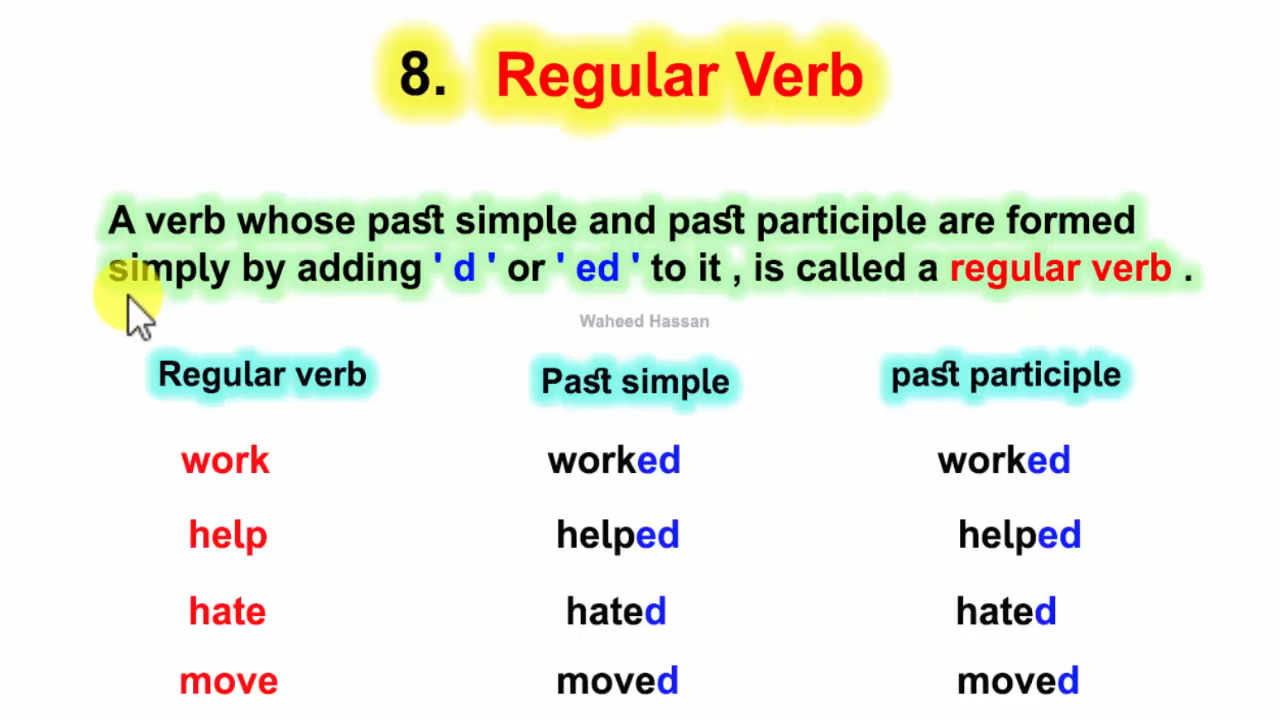 8. Regular Verb
A verb whose past simple and past participle are formed
simply by adding ' d ' or ' ed ' to it , is called a regular verb .
Waheed Hassan
Regular verb Past simple past participle
work worked worked
help helped helped
hate hated hated
move moved moved